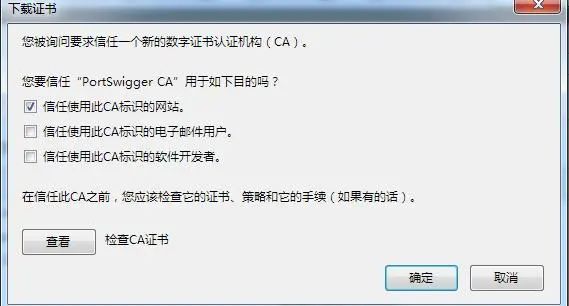 下载证书
您被询问要求信任一个新的数字证书认证机构(CA)。
您要信任“PortSwigger CA”用于如下目的吗?
信任使用此CA标识的网站。
信任使用此CA标识的电子邮件用户。
信任使用此CA标识的软件开发者。
在信任此CA之前,您应该检查它的证书、策略和它的手续(如果有的话)。
查看 检查CA证书
确定 取消